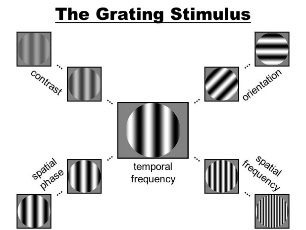 The Grating Stimulus
contrast
orientation
temporal
frequency
spatial
phase
spatial
frequency